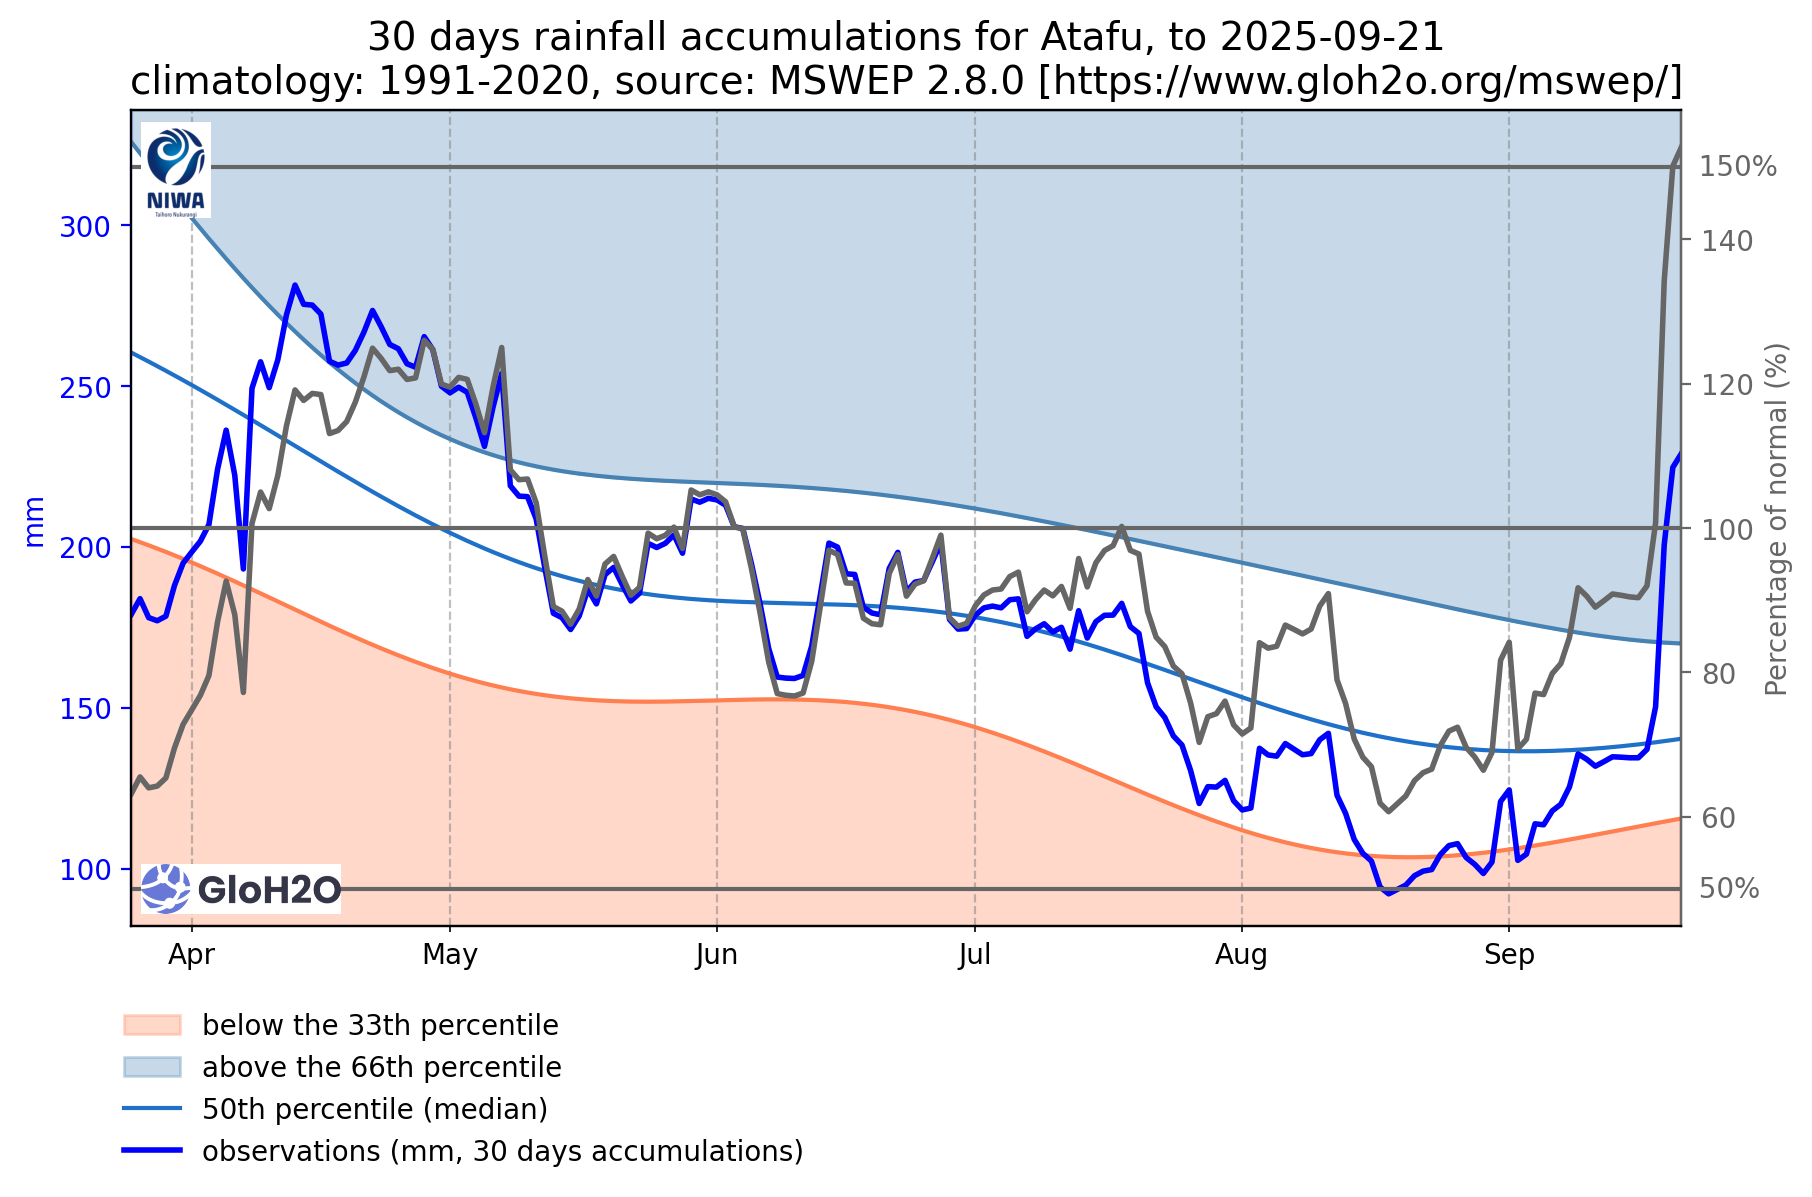 30 days rainfall accumulations for Atafu, to 2025-09-21
climatology: 1991-2020, source: MSWEP 2.8.0 [https://www.gloh2o.org/mswep/]
NIWA
Taihoro Nukurangi
300
250
200
150
100
mm
150%
140
120
100
80
60
50%
Percentage of normal (%)
GloH2O
Apr May Jun Jul Aug Sep
below the 33th percentile
above the 66th percentile
50th percentile (median)
observations (mm, 30 days accumulations)